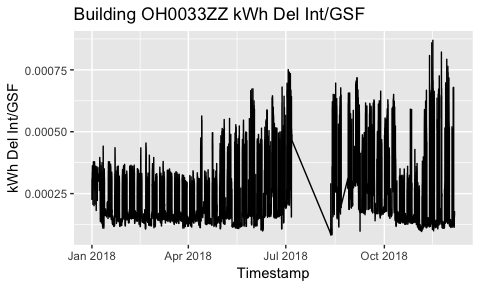 Building OH0033ZZ kWh Del Int/GSF
kWh Del Int/GSF
0.00075
0.00050
0.00025
Jan 2018 Apr 2018 Jul 2018 Oct 2018
Timestamp